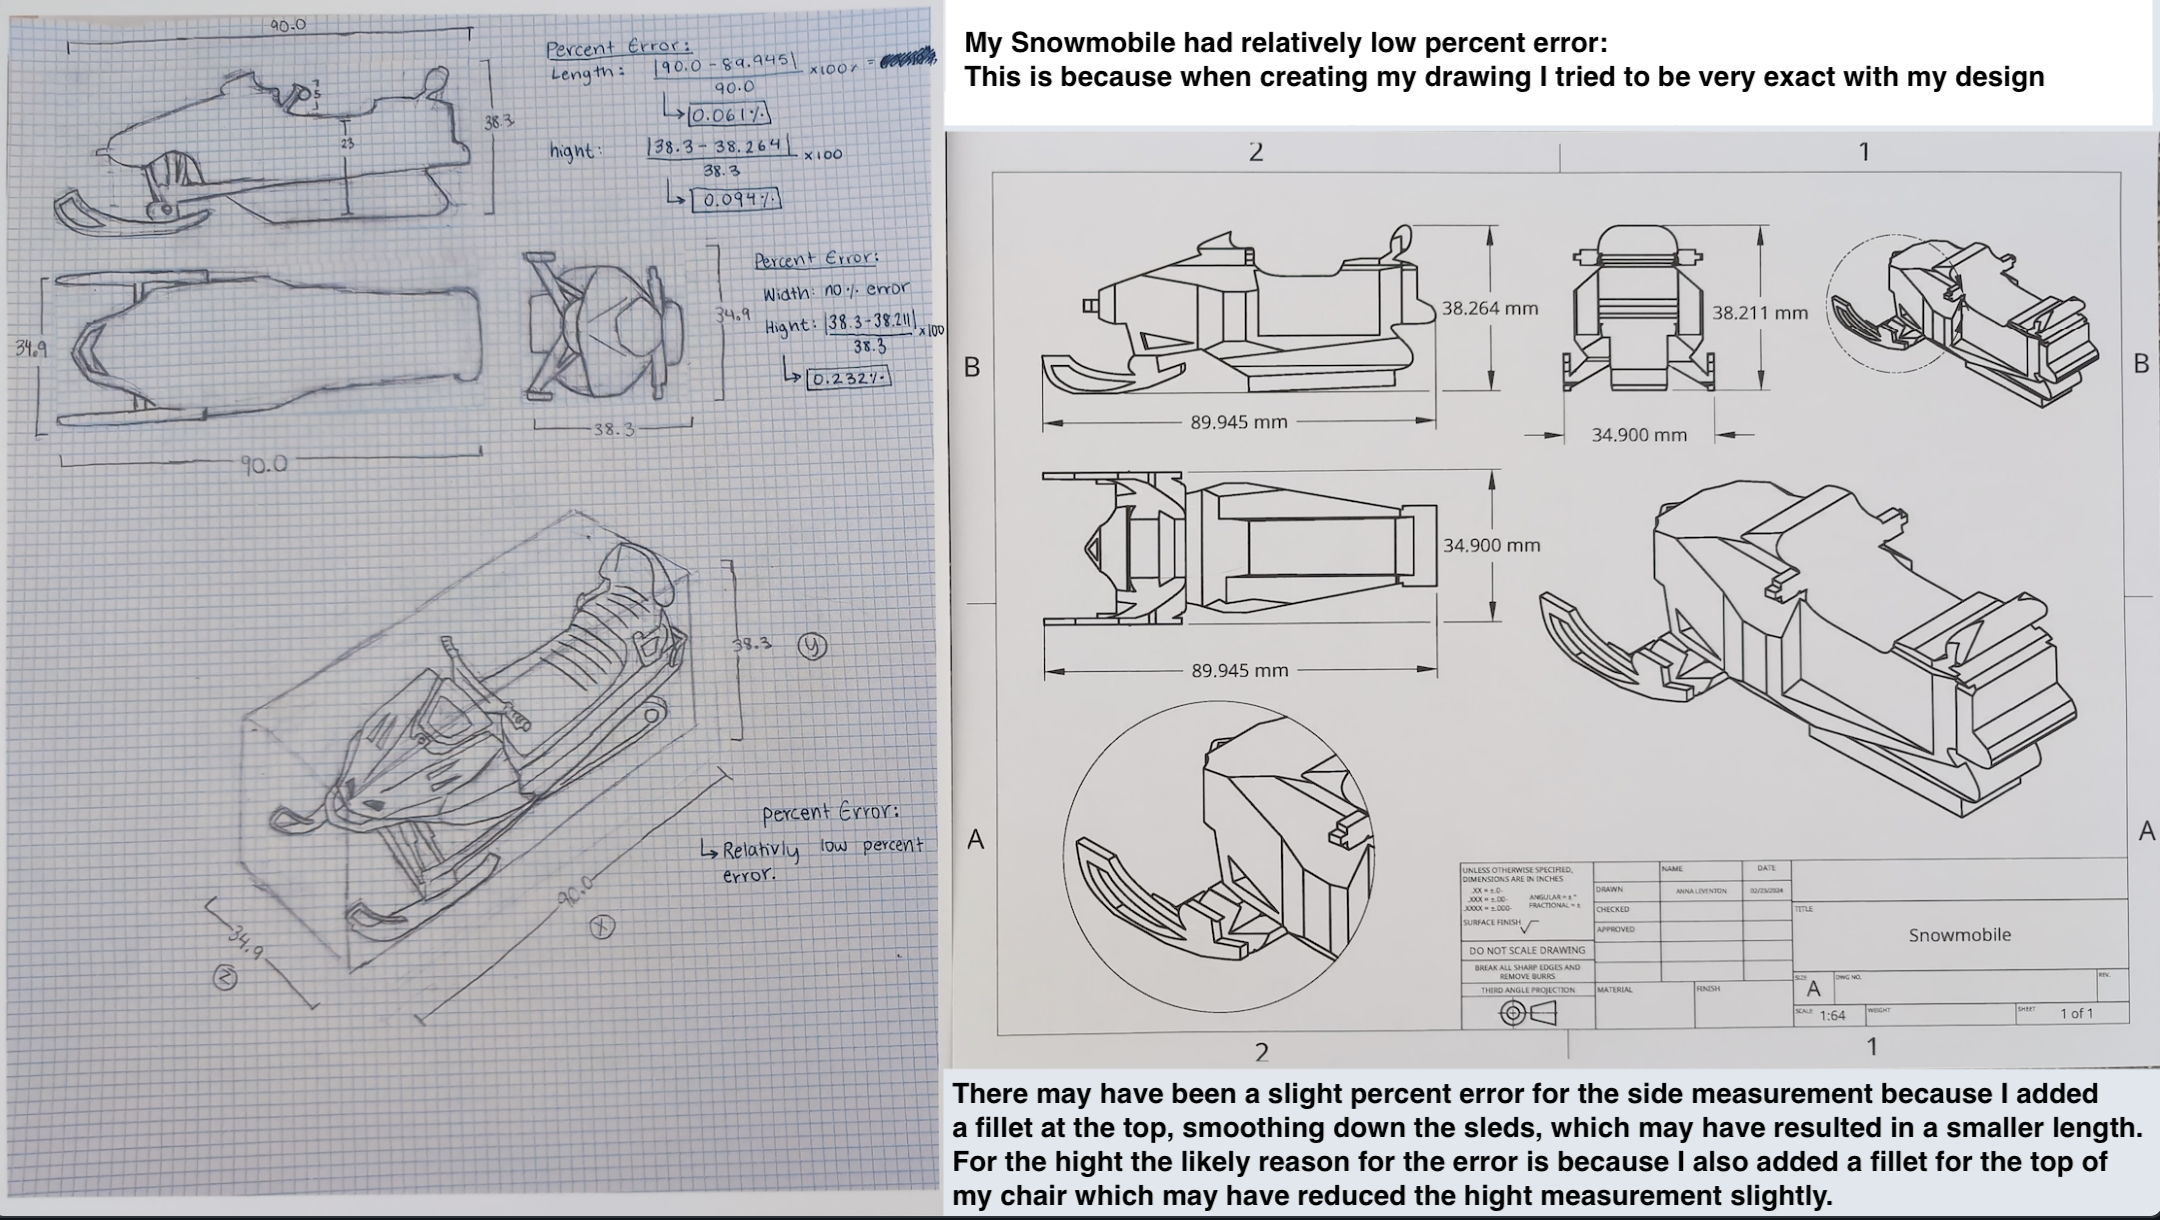 90.0
38.3
23
Percent Error:
Length: |90.0 - 89.945| x100% =
90.0
↳ 0.061%
hight: |38.3 - 38.264| x100
38.3
↳ 0.094%
34.9
90.0
34.9
38.3
Percent Error:
Width: no % error
Hight: |38.3-38.211| x100
38.3
↳ 0.232%
38.3
y
90.0
x
34.9
z
Percent Error:
↳ Relativly low percent
error.
My Snowmobile had relatively low percent error:
This is because when creating my drawing I tried to be very exact with my design
2 1
B B
38.264 mm
38.211 mm
89.945 mm
34.900 mm
34.900 mm
89.945 mm
A A
UNLESS OTHERWISE SPECIFIED,
DIMENSIONS ARE IN INCHES
.XX = ±.0-
.XXX = ±.00-
.XXXX = ±.000-
ANGULAR = ± °
FRACTIONAL = ±
SURFACE FINISH
DO NOT SCALE DRAWING
BREAK ALL SHARP EDGES AND
REMOVE BURRS
THIRD ANGLE PROJECTION
NAME DATE
DRAWN ANNA LEVENTON 02/23/2024
CHECKED
APPROVED
MATERIAL FINISH
TITLE
Snowmobile
SIZE DWG NO. REV.
A
SCALE 1:64 WEIGHT SHEET 1 of 1
2 1
There may have been a slight percent error for the side measurement because I added
a fillet at the top, smoothing down the sleds, which may have resulted in a smaller length.
For the hight the likely reason for the error is because I also added a fillet for the top of
my chair which may have reduced the hight measurement slightly.